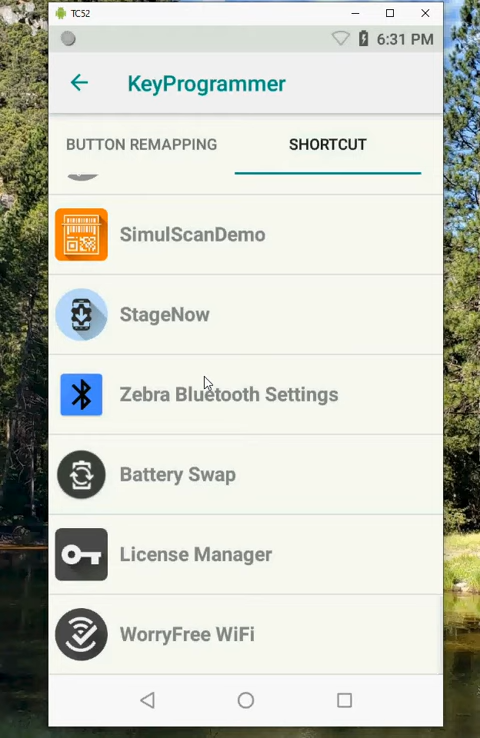 TC52
6:31 PM
KeyProgrammer
BUTTON REMAPPING
SHORTCUT
SimulScanDemo
StageNow
Zebra Bluetooth Settings
Battery Swap
License Manager
WorryFree WiFi